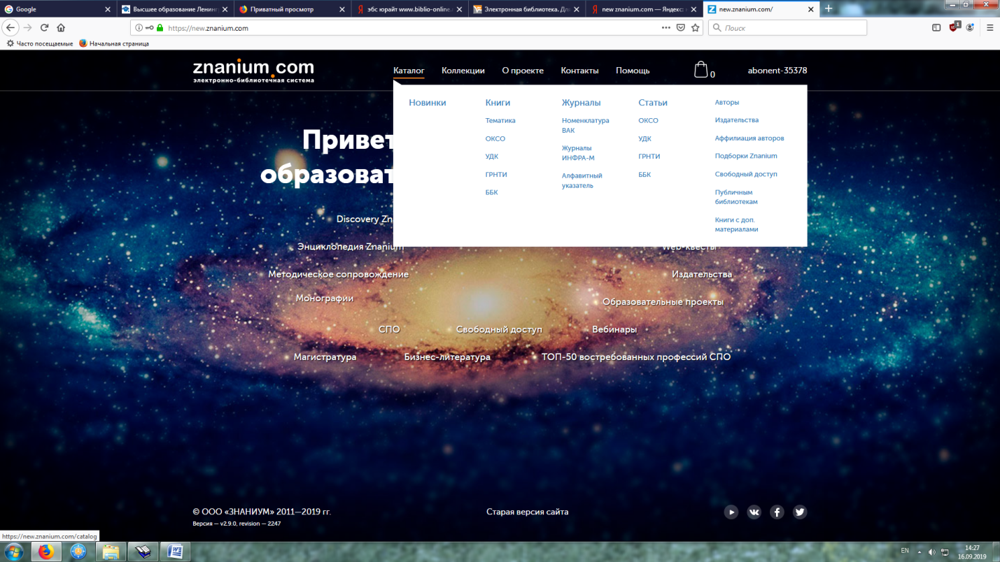 Google
Высшее образование Ленинг
Приватный просмотр
эбс юрайт www.biblio-online.
Электронная библиотека. Дл
new znanium.com — Яндекс:
new.znanium.com/
https://new.znanium.com
Поиск
1
Часто посещаемые
Начальная страница
znanium.com
электронно-библиотечная система
Каталог
Коллекции
О проекте
Контакты
Помощь
0
abonent-35378
Новинки
Книги
Тематика
ОКСО
УДК
ГРНТИ
ББК
Журналы
Номенклатура
ВАК
Журналы
ИНФРА-М
Алфавитный
указатель
Статьи
ОКСО
УДК
ГРНТИ
ББК
Авторы
Издательства
Аффилиация авторов
Подборки Znanium
Свободный доступ
Публичным
библиотекам
Книги с доп.
материалами
Привет
образоват
Discovery Zn
Энциклопедия Znanium
Web-квесты
Методическое сопровождение
Издательства
Монографии
Образовательные проекты
СПО
Свободный доступ
Вебинары
Магистратура
Бизнес-литература
ТОП-50 востребованных профессий СПО
© ООО «ЗНАНИУМ» 2011—2019 гг.
Версия — v2.9.0, revision — 2247
Старая версия сайта
https://new.znanium.com/catalog
EN
14:27
16.09.2019